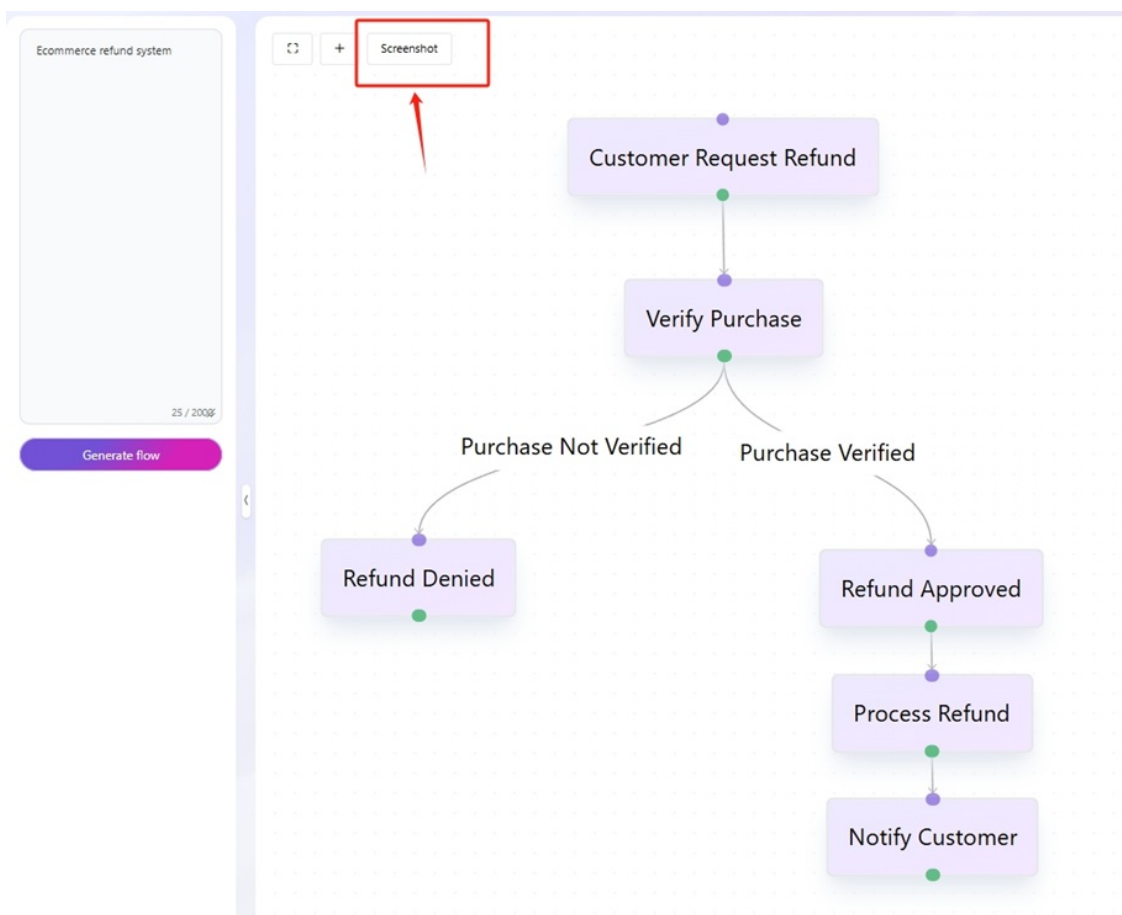 Ecommerce refund system
Screenshot
Customer Request Refund
Verify Purchase
Purchase Not Verified
Purchase Verified
25 / 2000
Generate flow
Refund Denied
Refund Approved
Process Refund
Notify Customer